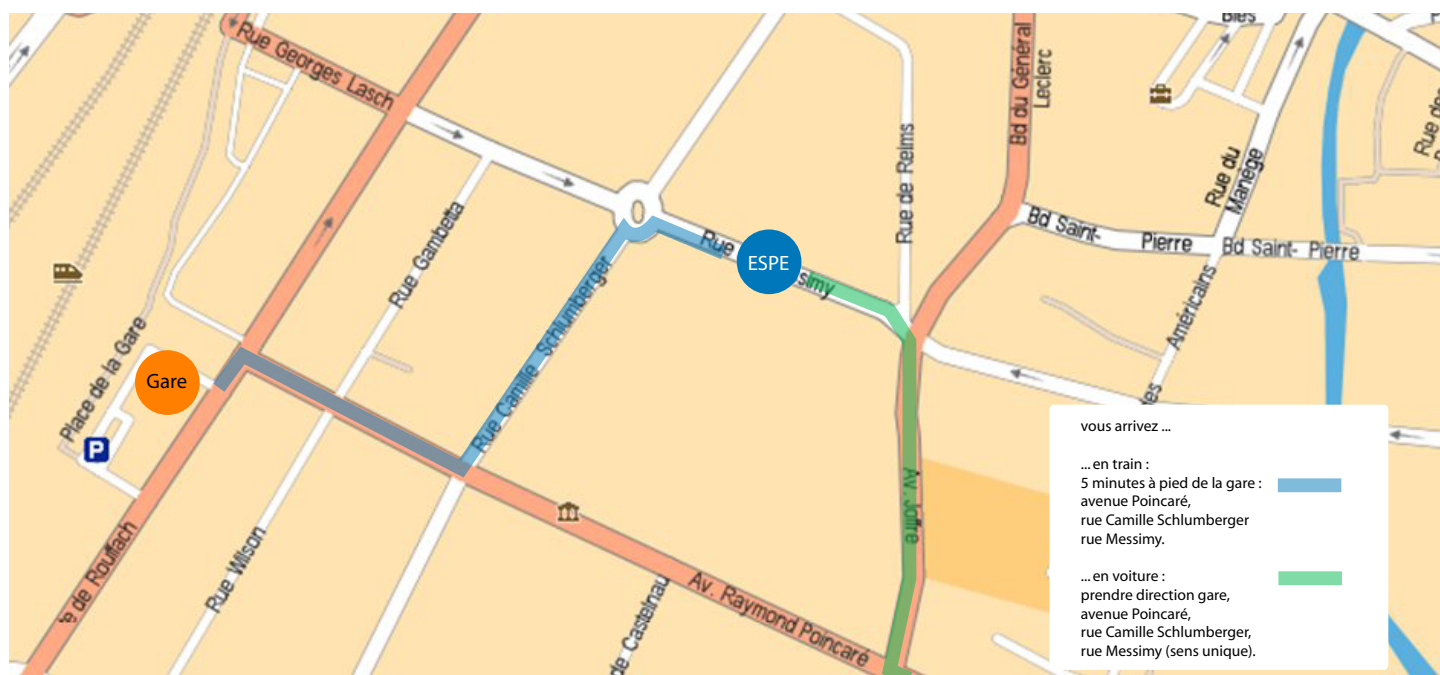 Bles
Rue Georges Lasch
Bd du Général
Leclerc
Rue de
Rue du
Manège
Rue de Reims
Rue Gambetta
Bd Saint-
Pierre
Bd Saint- Pierre
Rue
ESPE
simy
Rue Camille Schlumberger
Américains
les
Place de la Gare
Gare
P
Av. Joffre
e de Rouffach
Rue Wilson
Av. Raymond Poincaré
de Castelnau
vous arrivez ...
... en train :
5 minutes à pied de la gare :
avenue Poincaré,
rue Camille Schlumberger
rue Messimy.
... en voiture :
prendre direction gare,
avenue Poincaré,
rue Camille Schlumberger,
rue Messimy (sens unique).